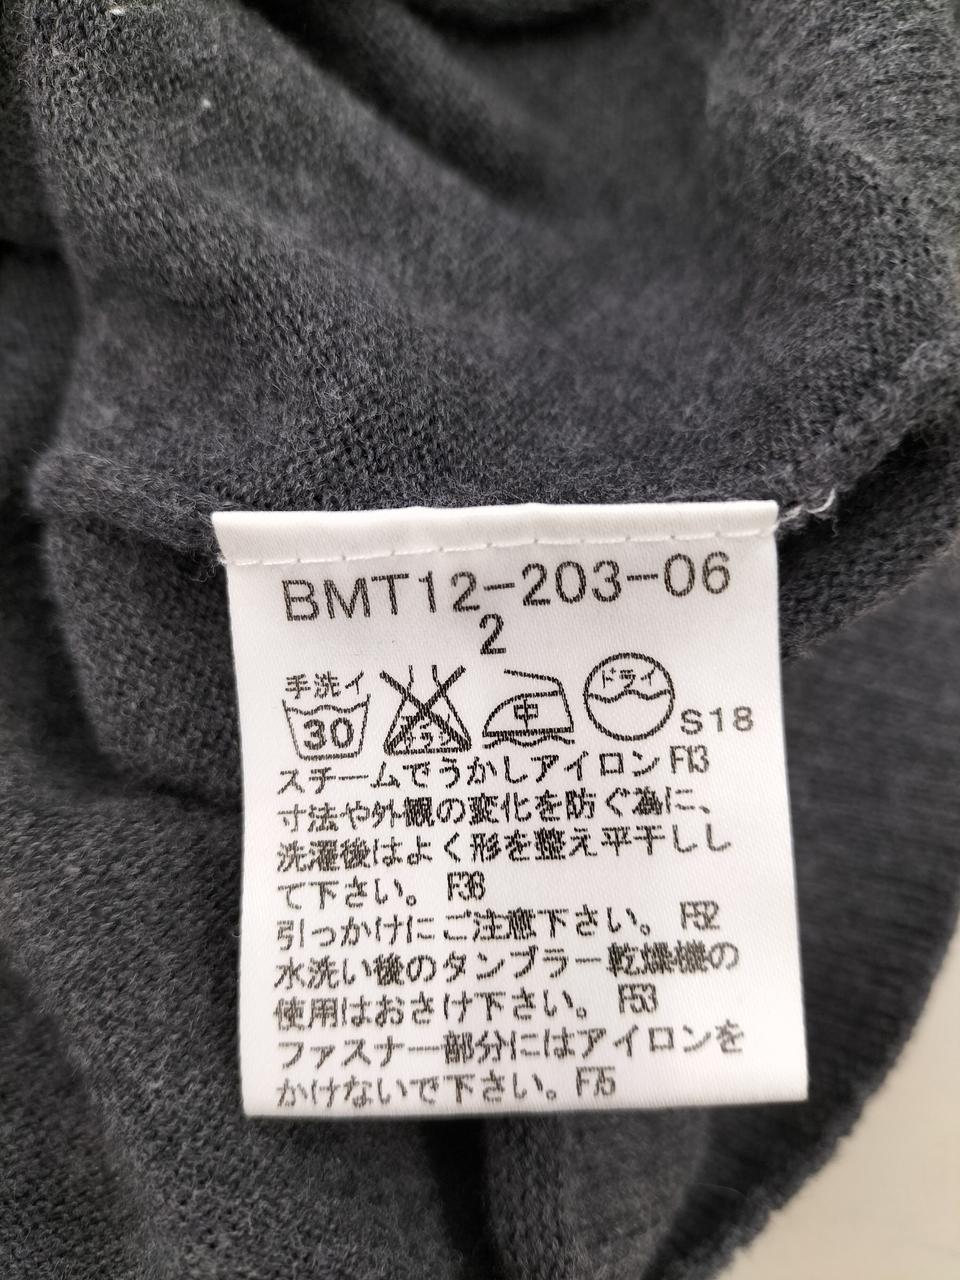 BMT12-203-06
2
手洗イ
30
エンソ
サラシ
中
ドライ
S18
スチームでうかしアイロン F13
寸法や外観の変化を防ぐ為に、
洗濯後はよく形を整え平干しし
て下さい。 F36
引っかけにご注意下さい。 F52
水洗い後のタンブラー乾燥機の
使用はおさけ下さい。 F53
ファスナー部分にはアイロンを
かけないで下さい。F75